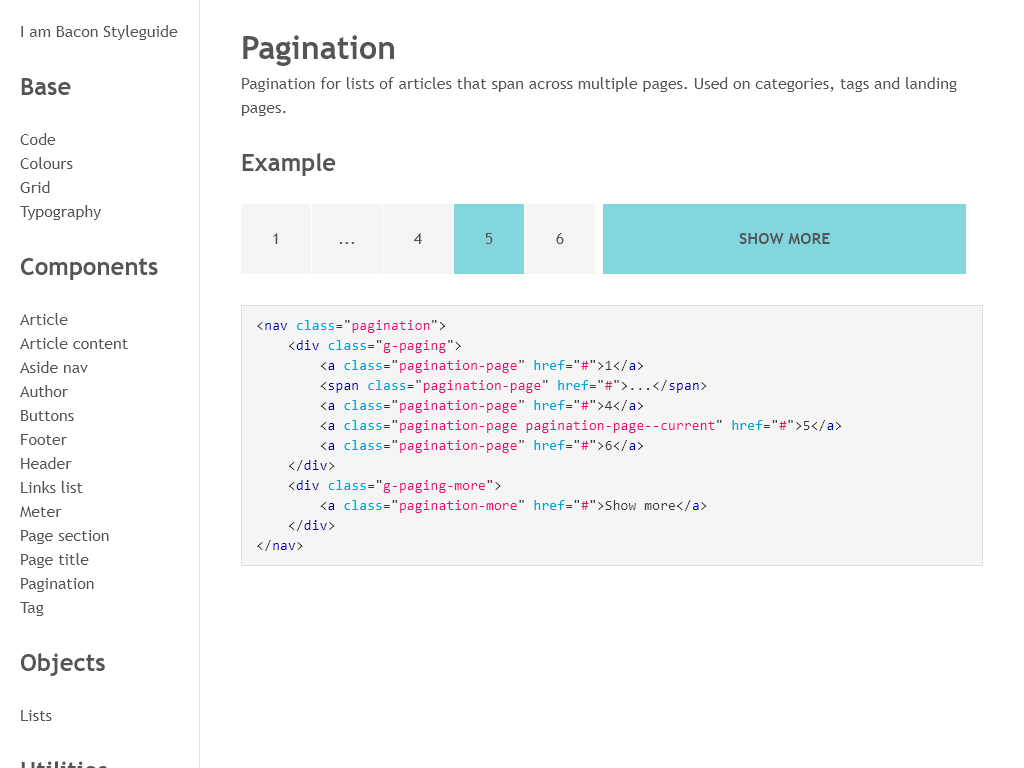 I am Bacon Styleguide
Base
Code
Colours
Grid
Typography
Components
Article
Article content
Aside nav
Author
Buttons
Footer
Header
Links list
Meter
Page section
Page title
Pagination
Tag
Objects
Lists
Utilities
Pagination
Pagination for lists of articles that span across multiple pages. Used on categories, tags and landing
pages.
Example
1 ... 4 5 6 SHOW MORE
<nav class="pagination">
    <div class="g-paging">
        <a class="pagination-page" href="#">1</a>
        <span class="pagination-page" href="#">...</span>
        <a class="pagination-page" href="#">4</a>
        <a class="pagination-page pagination-page--current" href="#">5</a>
        <a class="pagination-page" href="#">6</a>
    </div>
    <div class="g-paging-more">
        <a class="pagination-more" href="#">Show more</a>
    </div>
</nav>